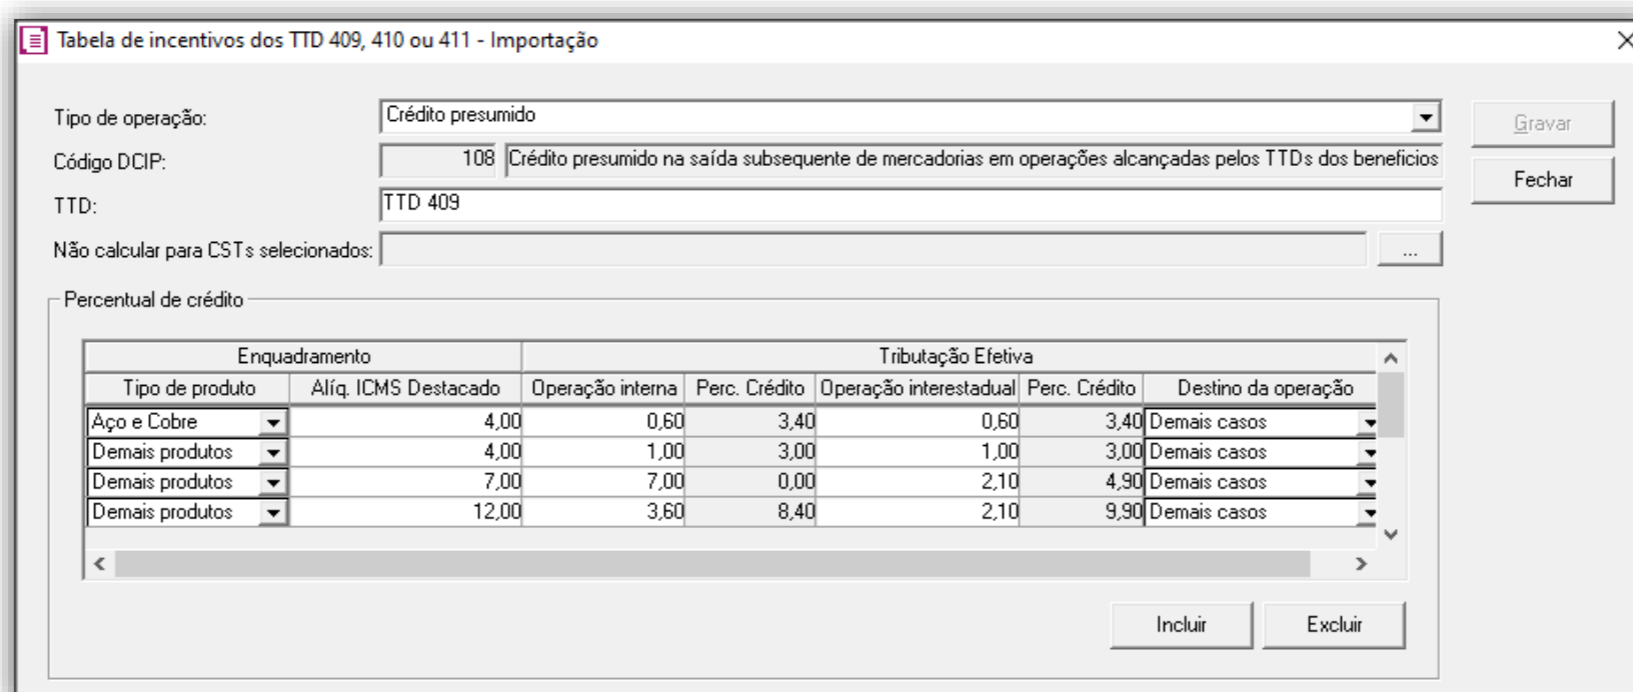 Tabela de incentivos dos TTD 409, 410 ou 411 - Importação
Tipo de operação: Crédito presumido
Gravar
Código DCIP: 108 Crédito presumido na saída subsequente de mercadorias em operações alcançadas pelos TTDs dos beneficios
Fechar
TTD: TTD 409
Não calcular para CSTs selecionados: ...
Percentual de crédito
Enquadramento Tributação Efetiva
Tipo de produto Alíq. ICMS Destacado Operação interna Perc. Crédito Operação interestadual Perc. Crédito Destino da operação
Aço e Cobre 4,00 0,60 3,40 0,60 3,40 Demais casos
Demais produtos 4,00 1,00 3,00 1,00 3,00 Demais casos
Demais produtos 7,00 7,00 0,00 2,10 4,90 Demais casos
Demais produtos 12,00 3,60 8,40 2,10 9,90 Demais casos
Incluir Excluir